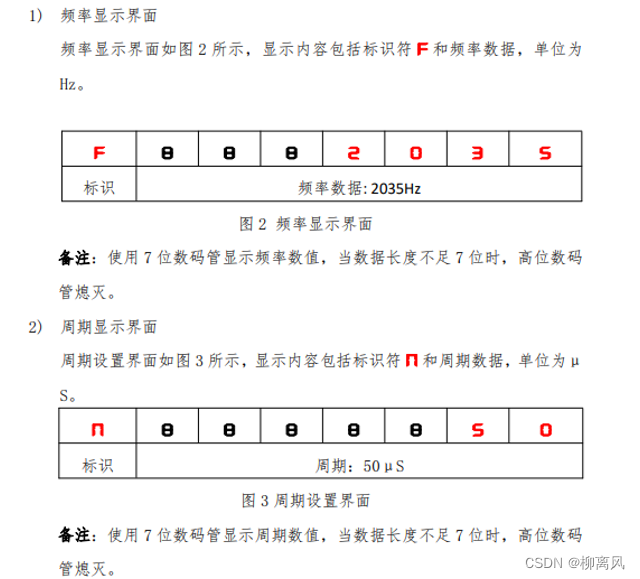 1) 频率显示界面
频率显示界面如图 2 所示，显示内容包括标识符 F 和频率数据，单位为
Hz。
F 8 8 8 2 0 3 5
标识 频率数据: 2035Hz
图 2 频率显示界面
备注：使用 7 位数码管显示频率数值，当数据长度不足 7 位时，高位数码
管熄灭。
2) 周期显示界面
周期设置界面如图 3 所示，显示内容包括标识符 П 和周期数据，单位为 μ
S。
П 8 8 8 8 8 5 0
标识 周期：50μS
图 3 周期设置界面
备注：使用 7 位数码管显示周期数值，当数据长度不足 7 位时，高位数码
管熄灭。
CSDN @柳离风